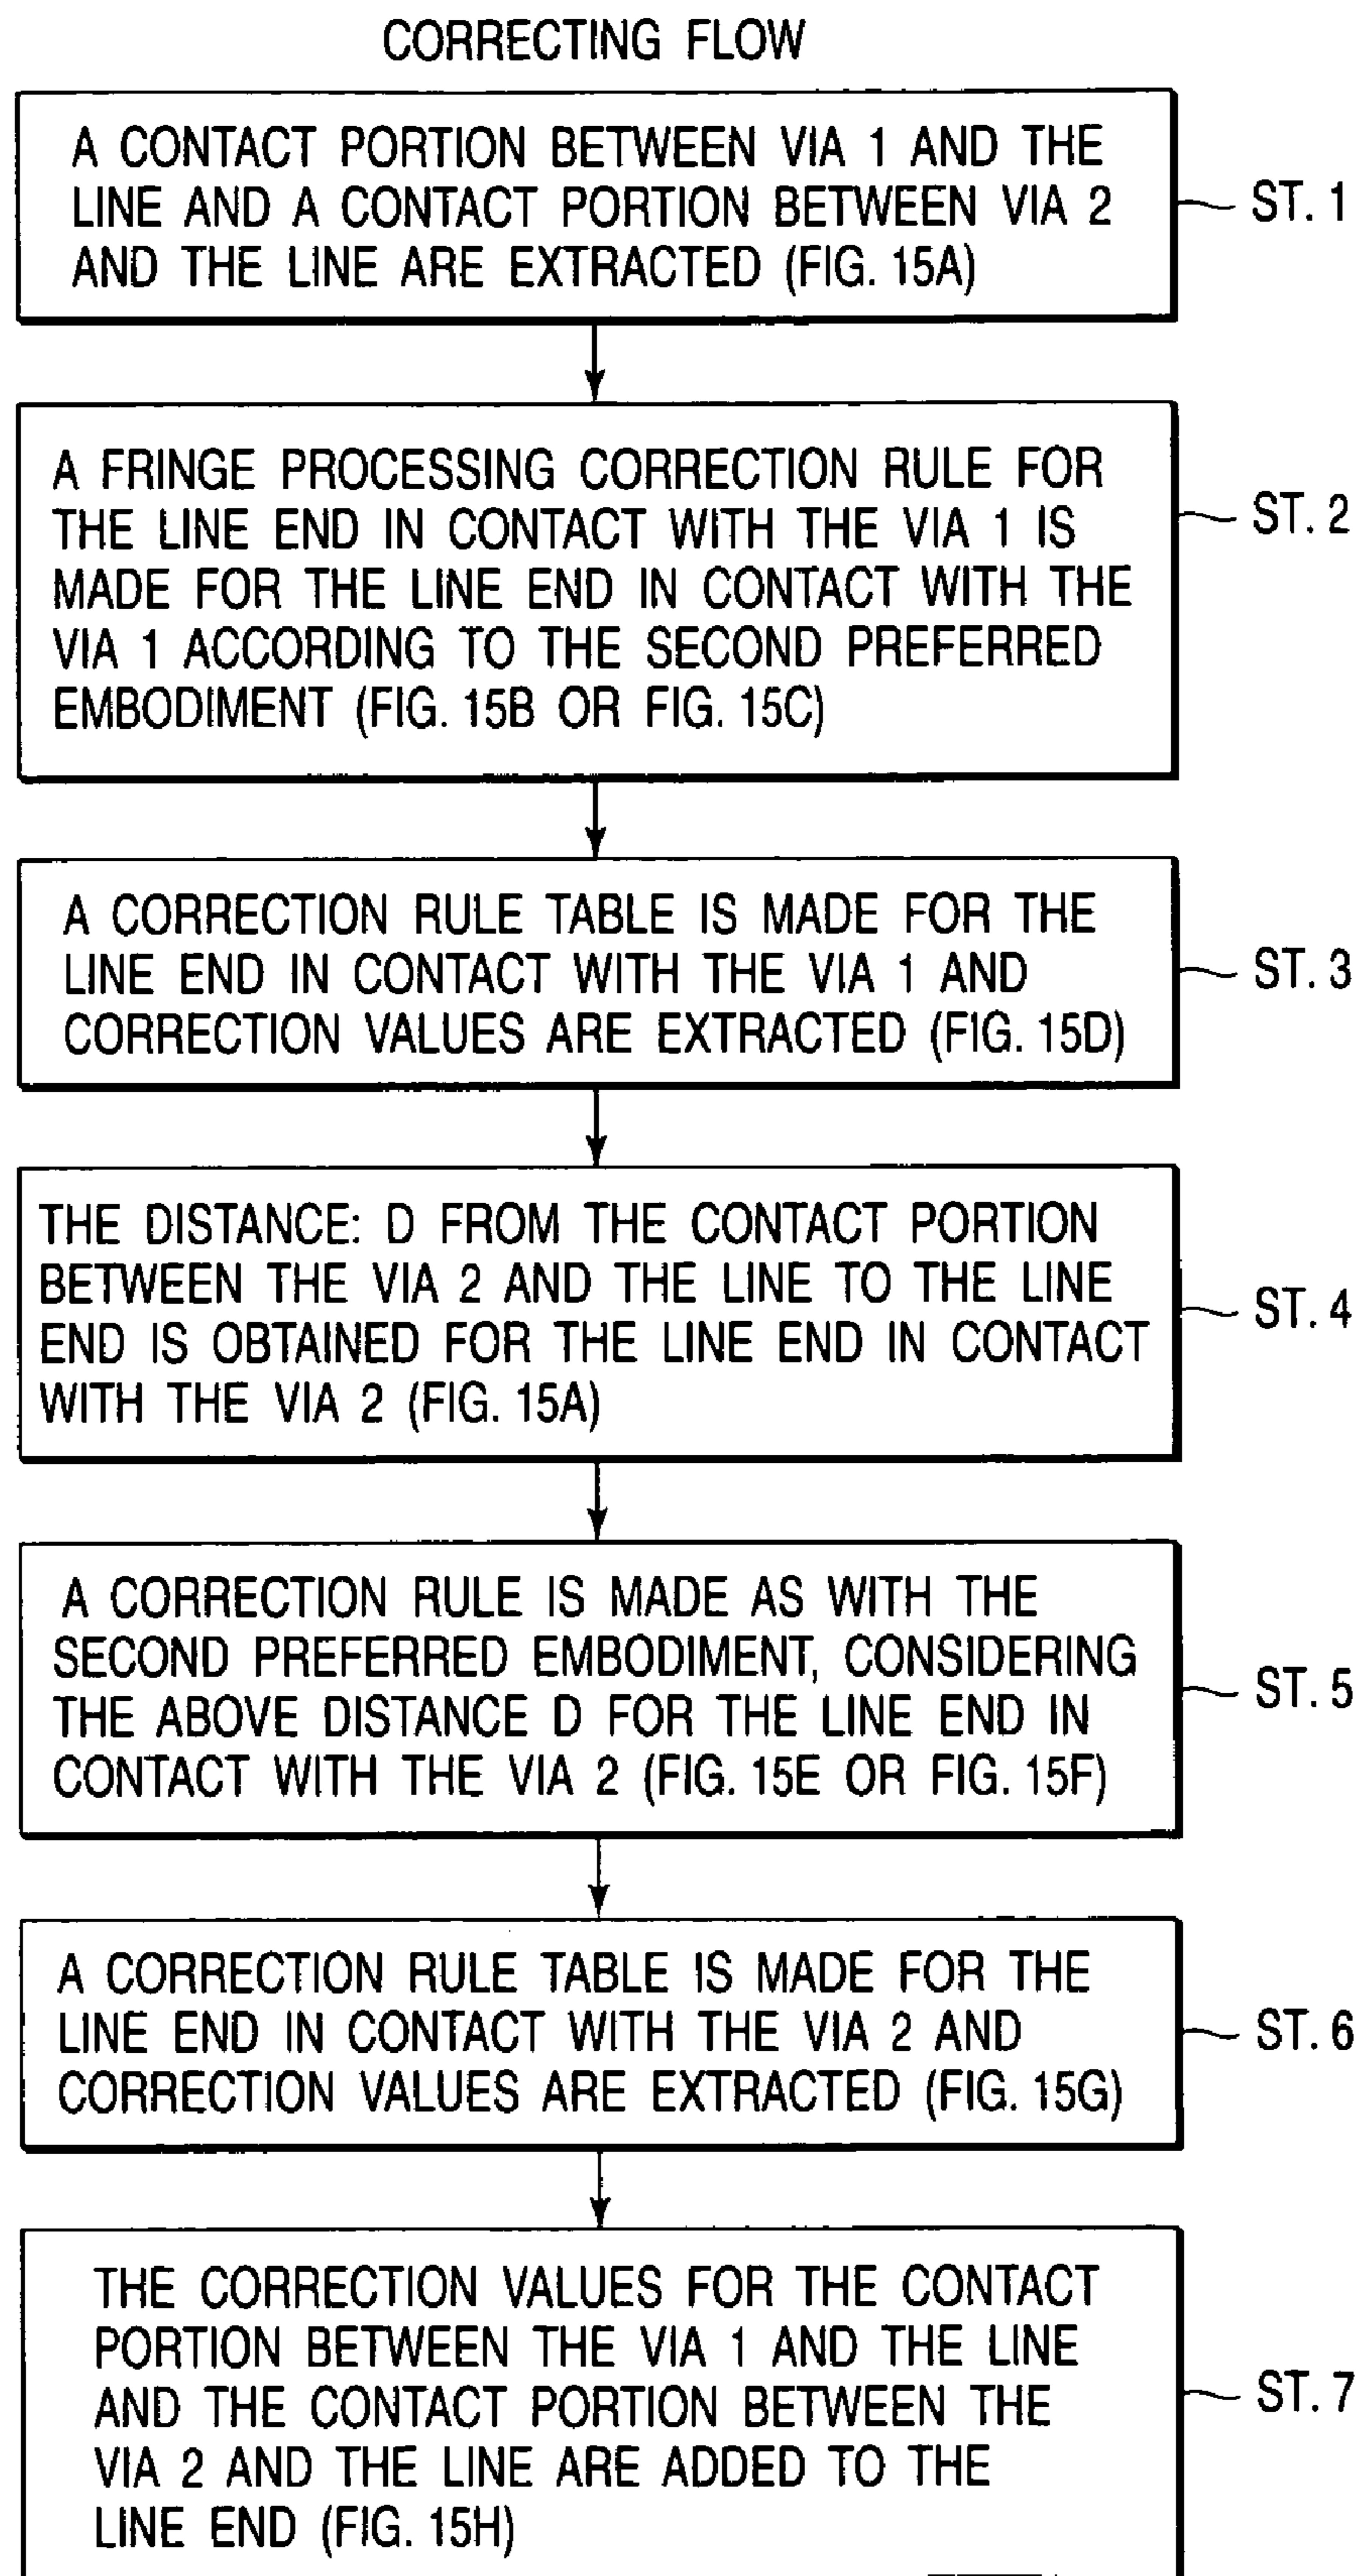 CORRECTING FLOW
A CONTACT PORTION BETWEEN VIA 1 AND THE
LINE AND A CONTACT PORTION BETWEEN VIA 2
AND THE LINE ARE EXTRACTED (FIG. 15A)
ST. 1
A FRINGE PROCESSING CORRECTION RULE FOR
THE LINE END IN CONTACT WITH THE VIA 1 IS
MADE FOR THE LINE END IN CONTACT WITH THE
VIA 1 ACCORDING TO THE SECOND PREFERRED
EMBODIMENT (FIG. 15B OR FIG. 15C)
ST. 2
A CORRECTION RULE TABLE IS MADE FOR THE
LINE END IN CONTACT WITH THE VIA 1 AND
CORRECTION VALUES ARE EXTRACTED (FIG. 15D)
ST. 3
THE DISTANCE: D FROM THE CONTACT PORTION
BETWEEN THE VIA 2 AND THE LINE TO THE LINE
END IS OBTAINED FOR THE LINE END IN CONTACT
WITH THE VIA 2 (FIG. 15A)
ST. 4
A CORRECTION RULE IS MADE AS WITH THE
SECOND PREFERRED EMBODIMENT, CONSIDERING
THE ABOVE DISTANCE D FOR THE LINE END IN
CONTACT WITH THE VIA 2 (FIG. 15E OR FIG. 15F)
ST. 5
A CORRECTION RULE TABLE IS MADE FOR THE
LINE END IN CONTACT WITH THE VIA 2 AND
CORRECTION VALUES ARE EXTRACTED (FIG. 15G)
ST. 6
THE CORRECTION VALUES FOR THE CONTACT
PORTION BETWEEN THE VIA 1 AND THE LINE
AND THE CONTACT PORTION BETWEEN THE
VIA 2 AND THE LINE ARE ADDED TO THE
LINE END (FIG. 15H)
ST. 7